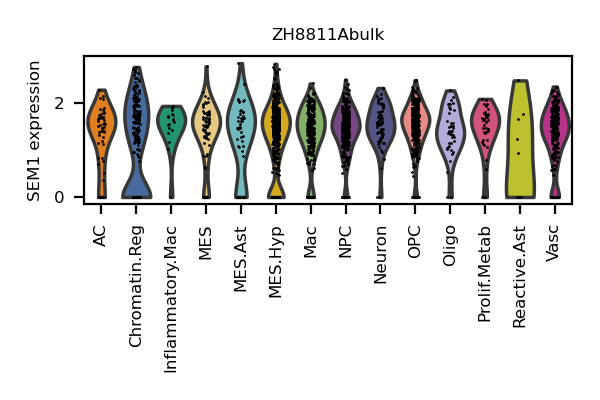 ZH8811Abulk
SEM1 expression
2
0
AC
Chromatin.Reg
Inflammatory.Mac
MES
MES.Ast
MES.Hyp
Mac
NPC
Neuron
OPC
Oligo
Prolif.Metab
Reactive.Ast
Vasc